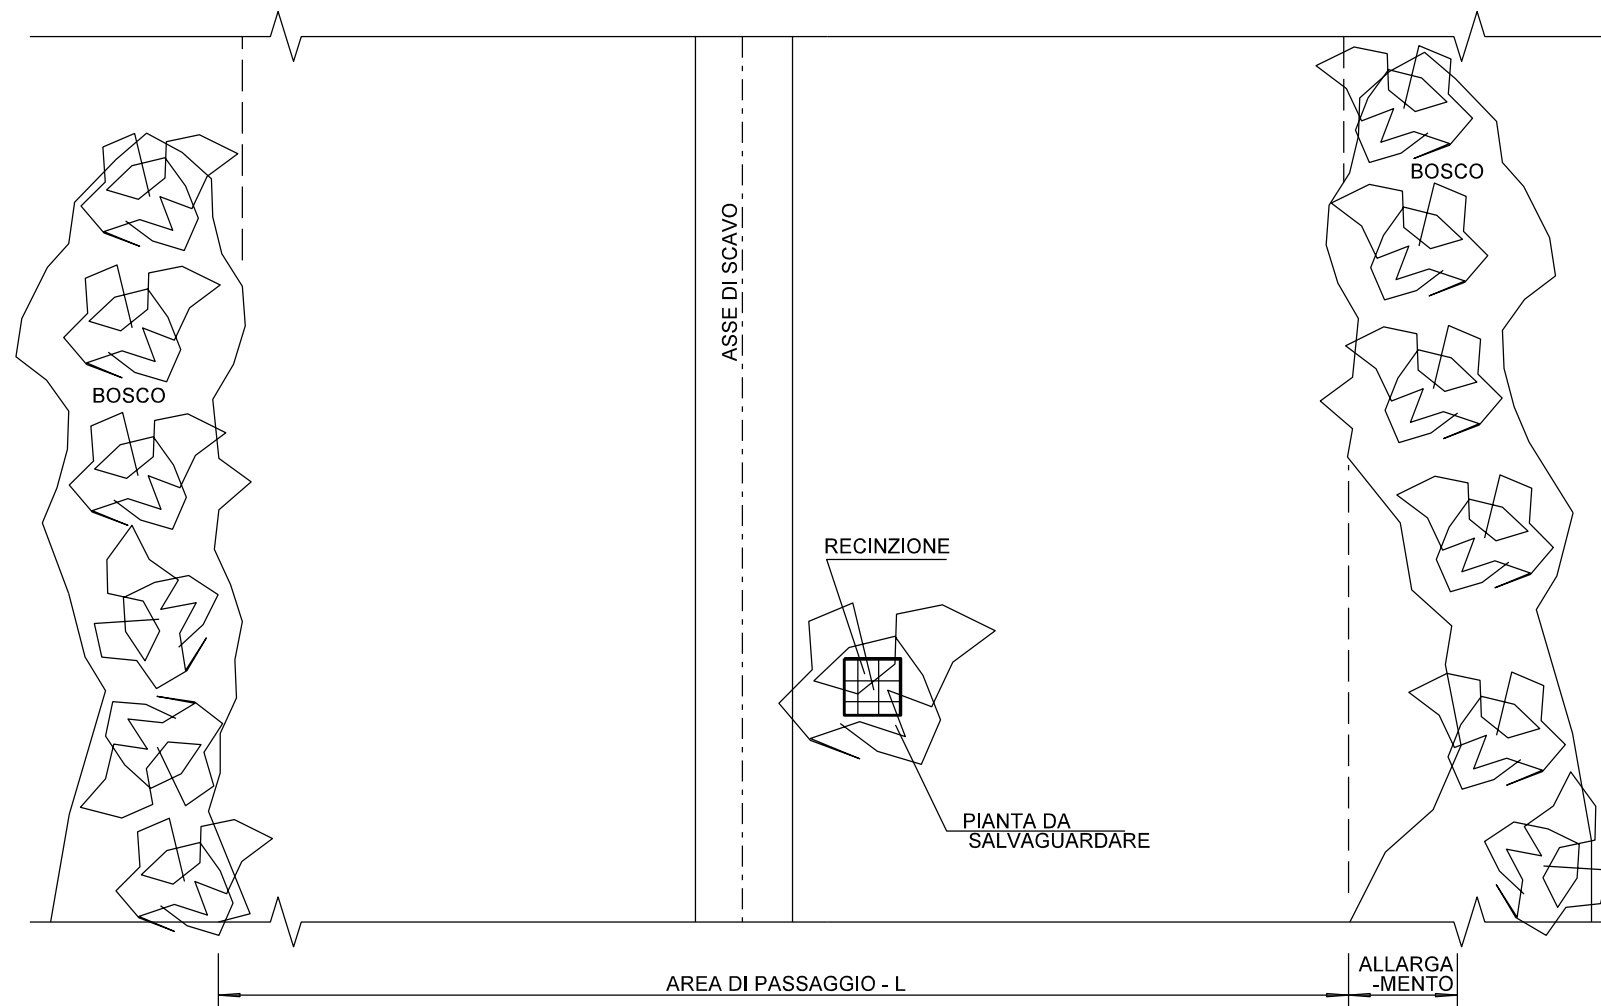 BOSCO
ASSE DI SCAVO
BOSCO
RECINZIONE
PIANTA DA
SALVAGUARDARE
ALLARGA
-MENTO
AREA DI PASSAGGIO - L